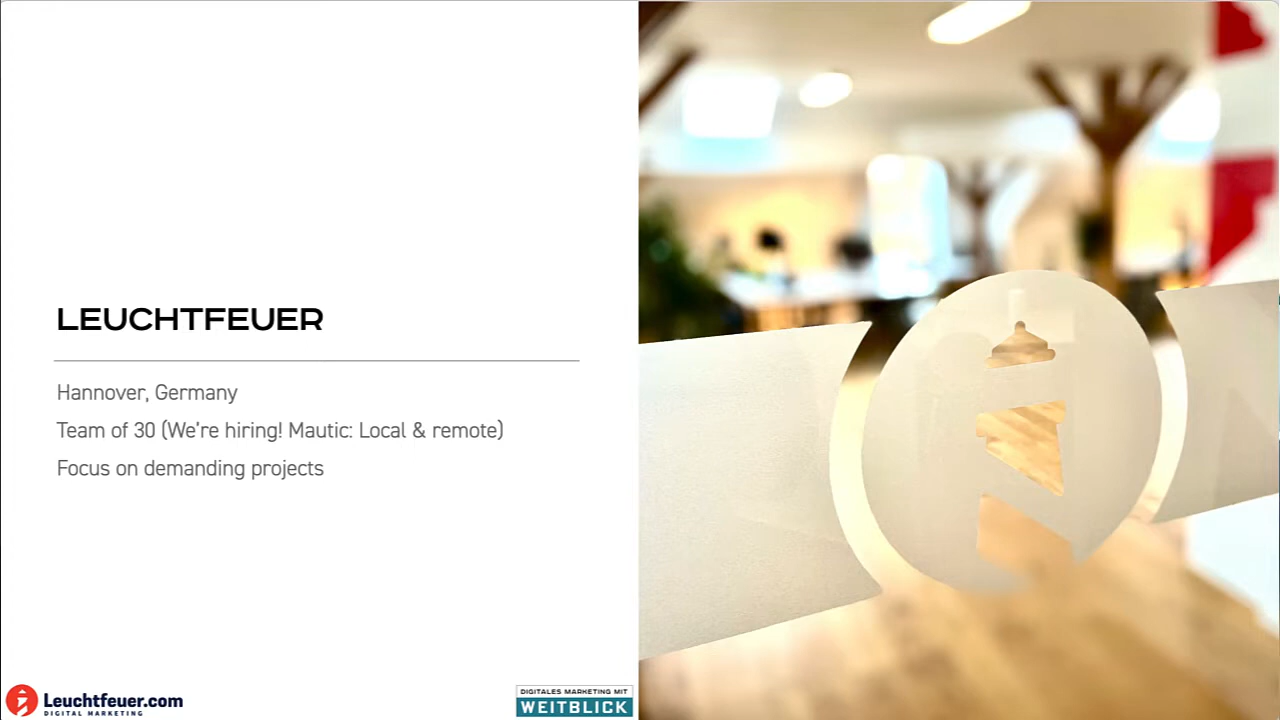 LEUCHTFEUER
Hannover, Germany
Team of 30 (We're hiring! Mautic: Local & remote)
Focus on demanding projects
Leuchtfeuer.com
DIGITAL MARKETING
DIGITALES MARKETING MIT
WEITBLICK